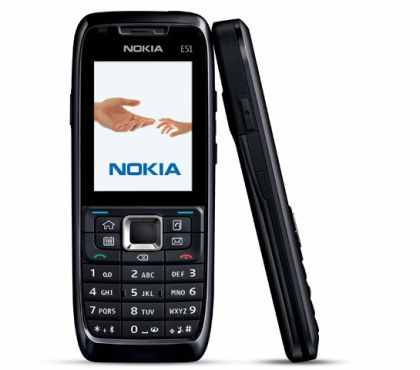 NOKIA E51
NOKIA
1 2 ABC DEF 3
4 GHI 5 JKL MNO 6
7 PQRS 8 TUV WXYZ 9
* + 0 #